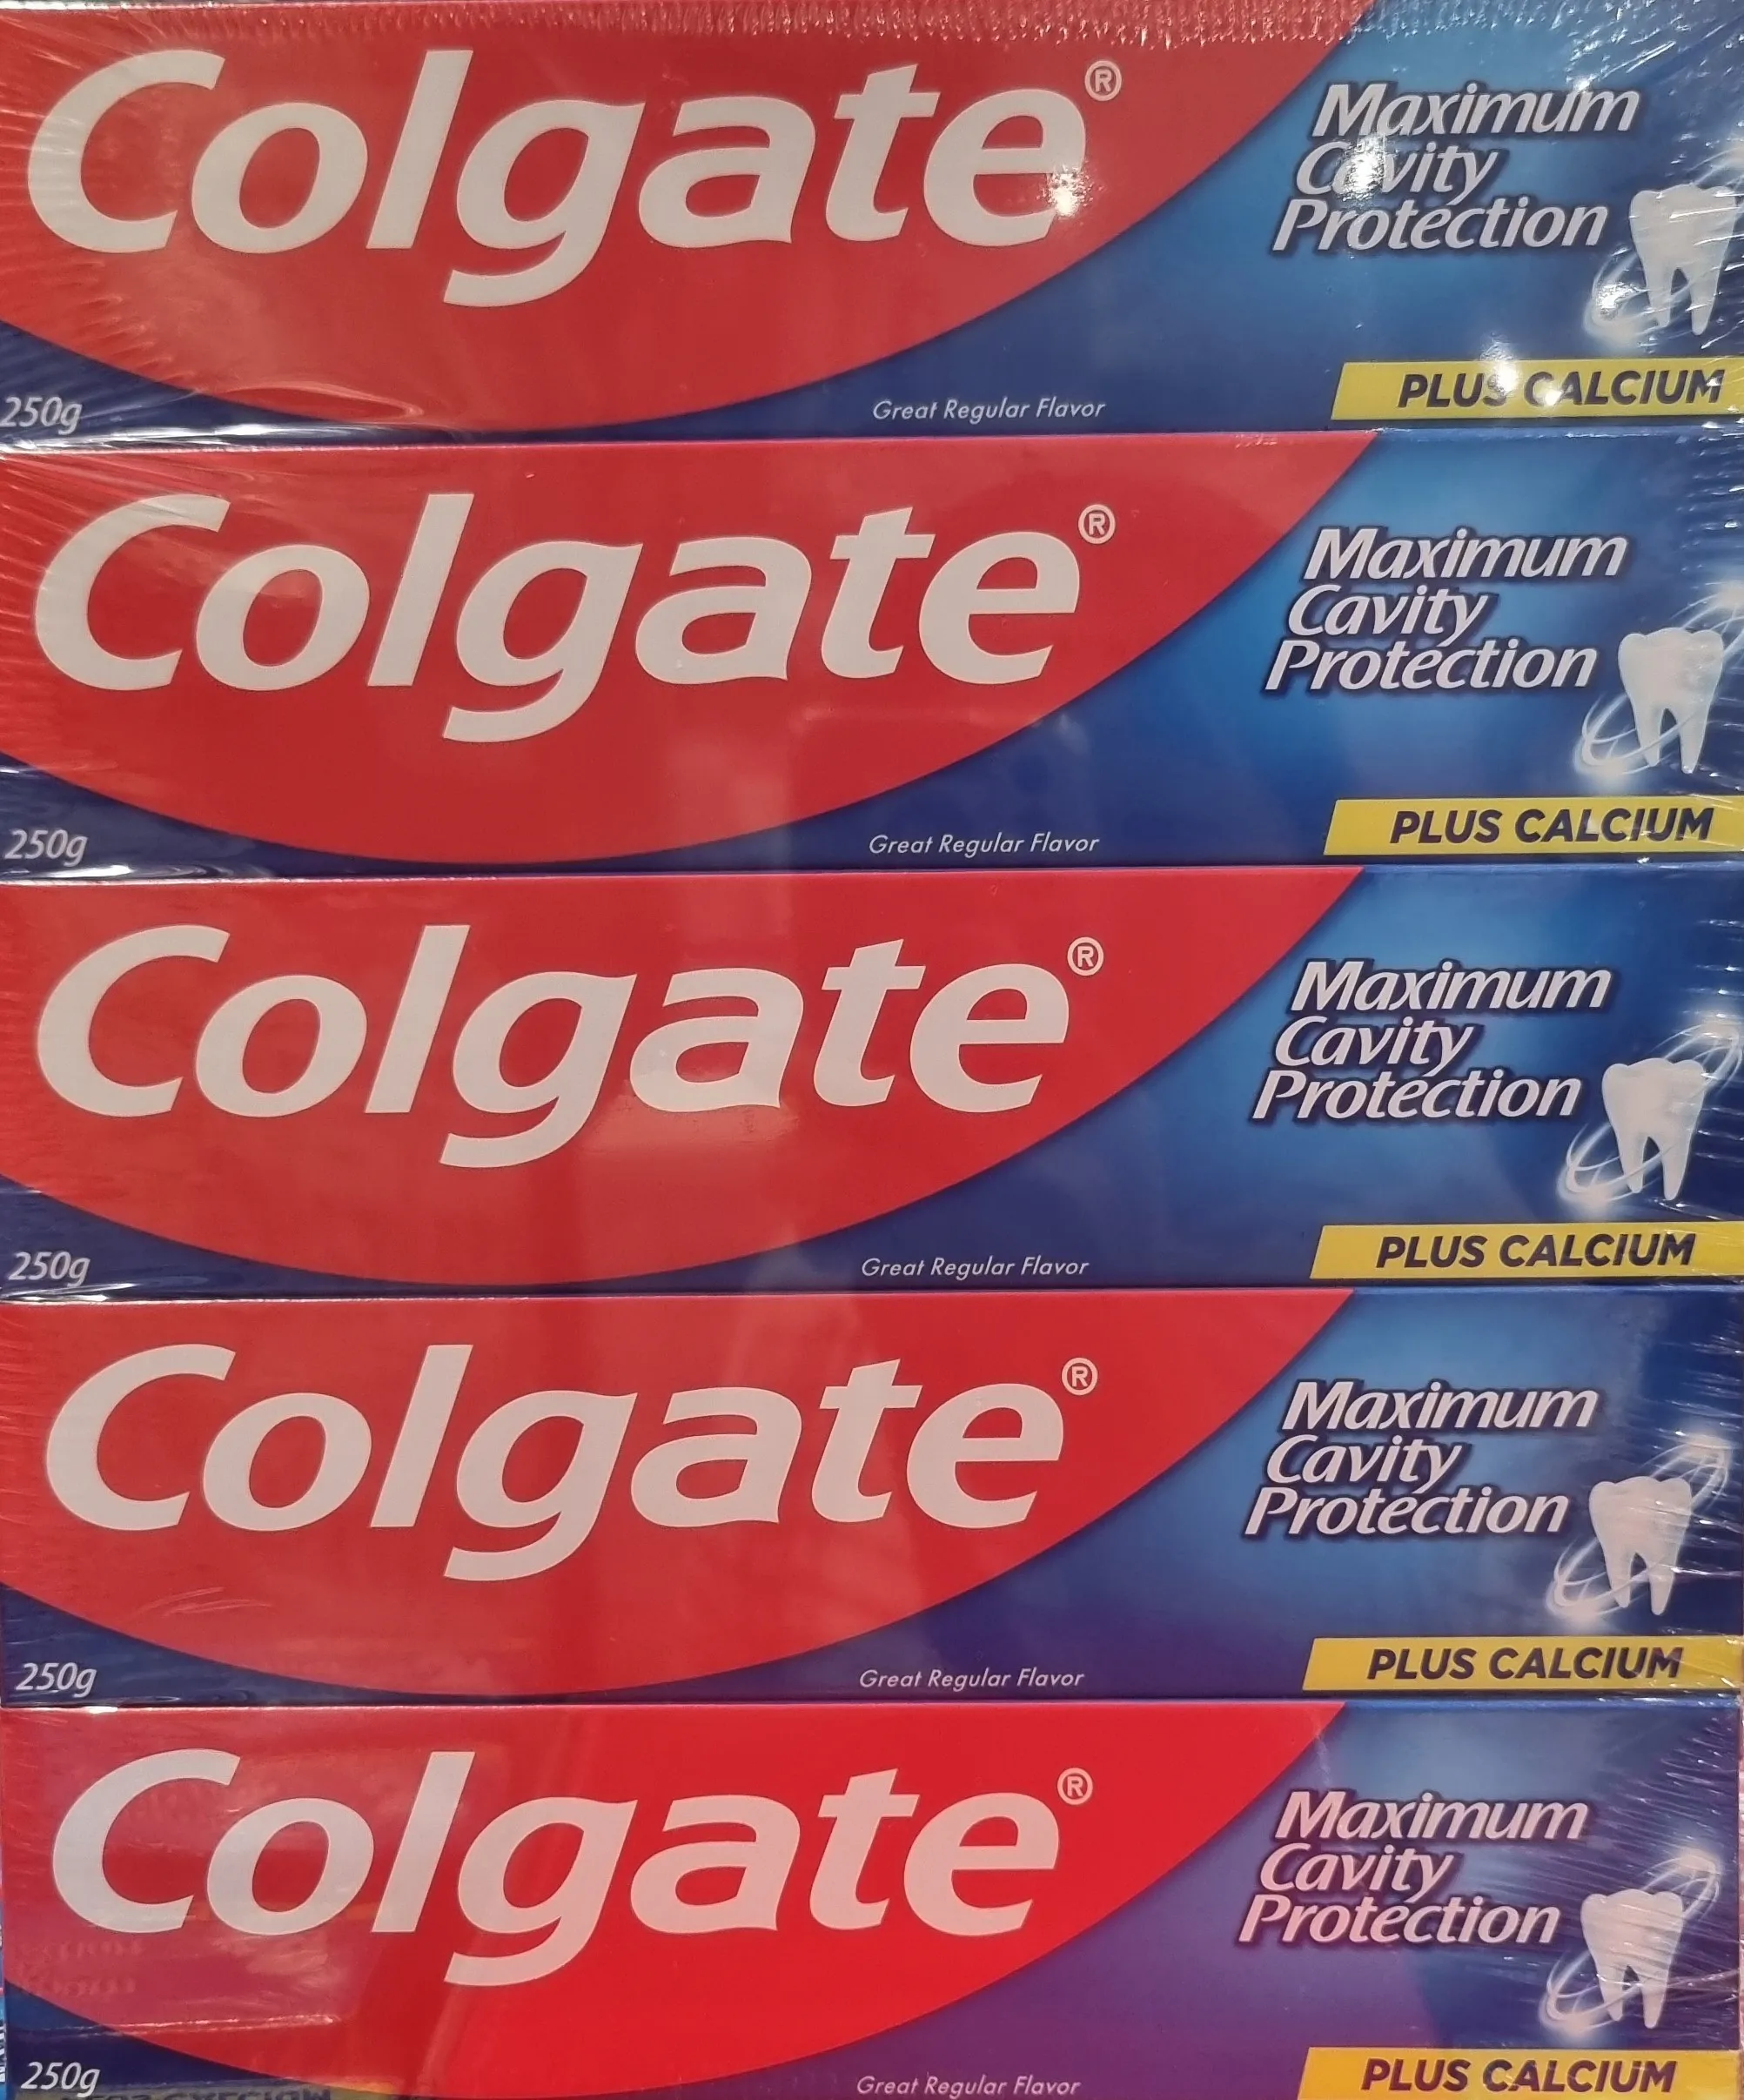 Colgate®
Maximum
Cavity
Protection
PLUS CALCIUM
250g
Great Regular Flavor
Colgate®
Maximum
Cavity
Protection
PLUS CALCIUM
250g
Great Regular Flavor
Colgate®
Maximum
Cavity
Protection
PLUS CALCIUM
250g
Great Regular Flavor
Colgate®
Maximum
Cavity
Protection
PLUS CALCIUM
250g
Great Regular Flavor
Colgate®
Maximum
Cavity
Protection
PLUS CALCIUM
250g
Great Regular Flavor